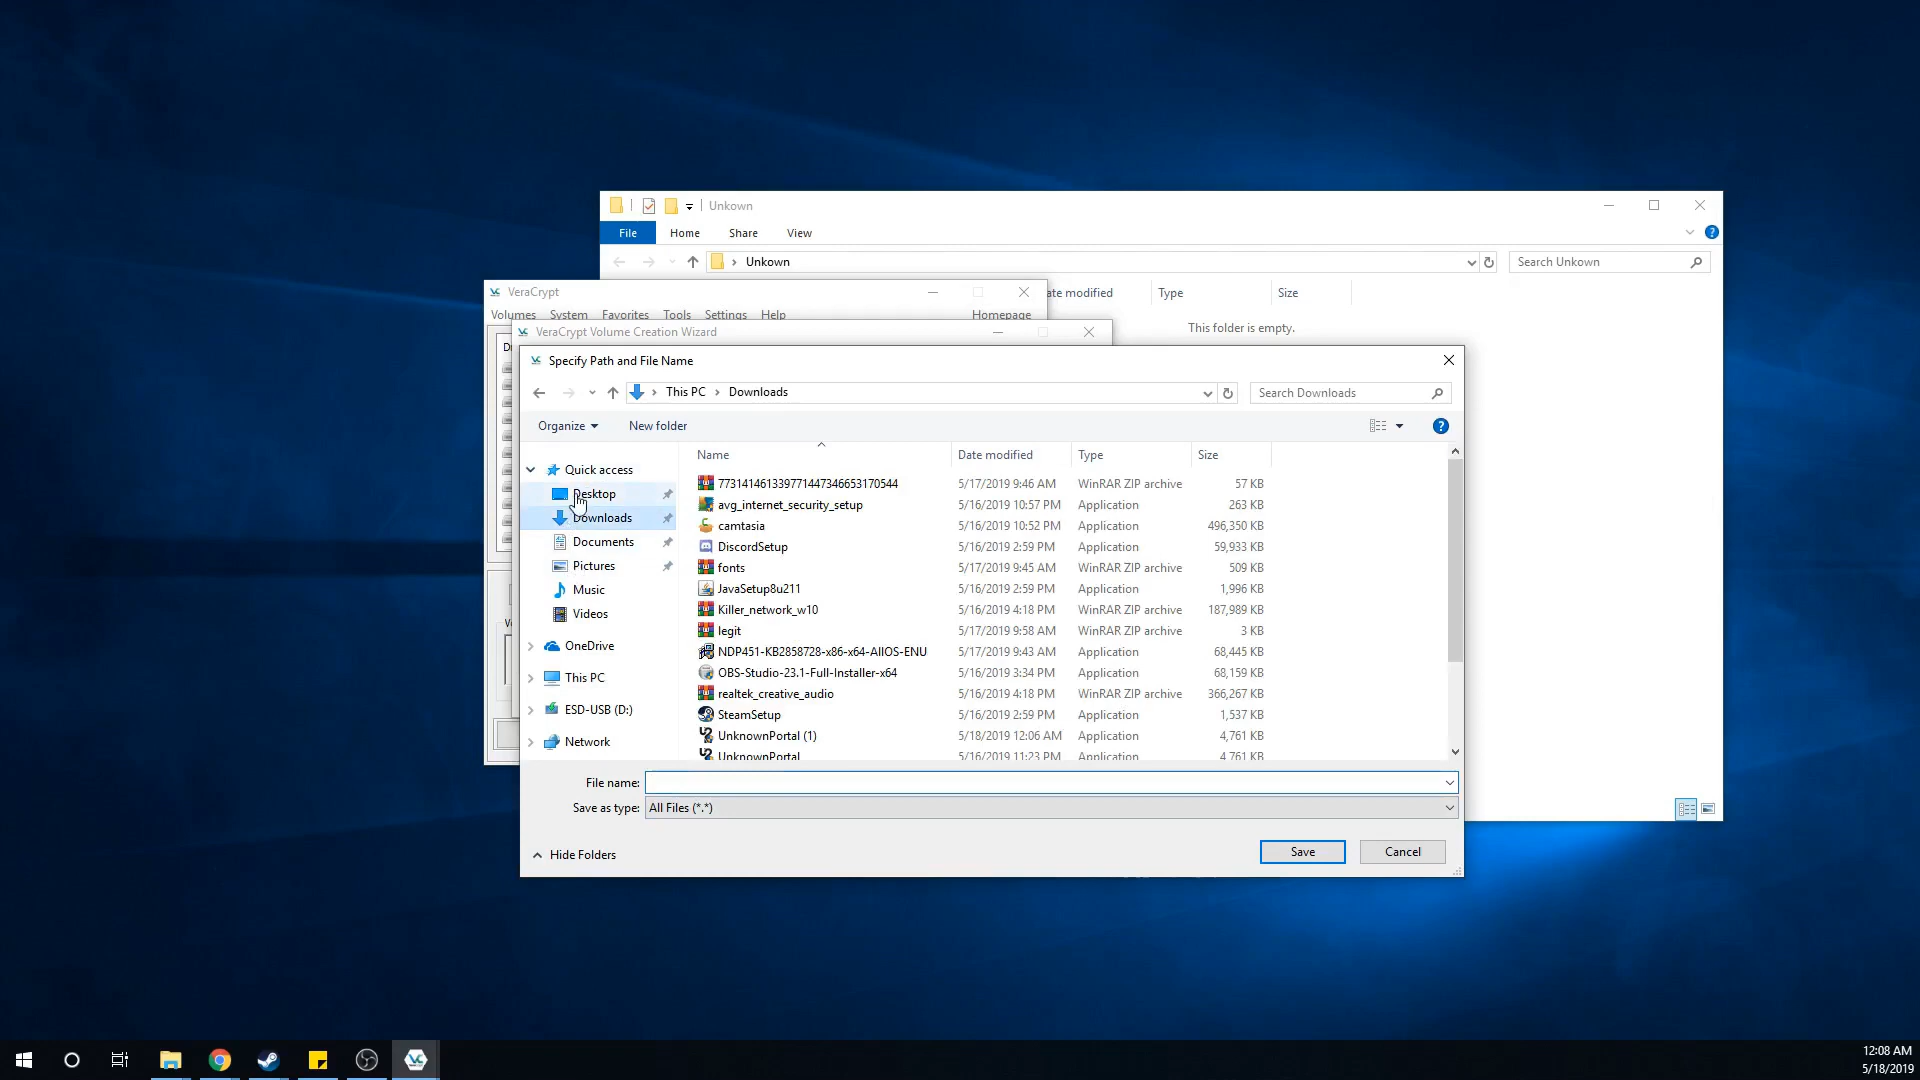 Unkown
File Home Share View
Unkown
Search Unkown
VeraCrypt
ate modified Type Size
Volumes System Favorites Tools Settings Help Homepage
This folder is empty.
VeraCrypt Volume Creation Wizard
Specify Path and File Name
This PC Downloads
Search Downloads
Organize New folder
Name Date modified Type Size
Quick access
Desktop
Downloads
Documents
Pictures
Music
Videos
OneDrive
This PC
ESD-USB (D:)
Network
773141461339771447346653170544 5/17/2019 9:46 AM WinRAR ZIP archive 57 KB
avg_internet_security_setup 5/16/2019 10:57 PM Application 263 KB
camtasia 5/16/2019 10:52 PM Application 496,350 KB
DiscordSetup 5/16/2019 2:59 PM Application 59,933 KB
fonts 5/17/2019 9:45 AM WinRAR ZIP archive 509 KB
JavaSetup8u211 5/16/2019 2:59 PM Application 1,996 KB
Killer_network_w10 5/16/2019 4:18 PM WinRAR ZIP archive 187,989 KB
legit 5/17/2019 9:58 AM WinRAR ZIP archive 3 KB
NDP451-KB2858728-x86-x64-AllOS-ENU 5/17/2019 9:43 AM Application 68,445 KB
OBS-Studio-23.1-Full-Installer-x64 5/16/2019 3:34 PM Application 68,159 KB
realtek_creative_audio 5/16/2019 4:18 PM WinRAR ZIP archive 366,267 KB
SteamSetup 5/16/2019 2:59 PM Application 1,537 KB
UnknownPortal (1) 5/18/2019 12:06 AM Application 4,761 KB
UnknownPortal 5/16/2019 11:23 PM Application 4,761 KB
File name:
Save as type: All Files (*.*)
Hide Folders
Save Cancel
12:08 AM
5/18/2019